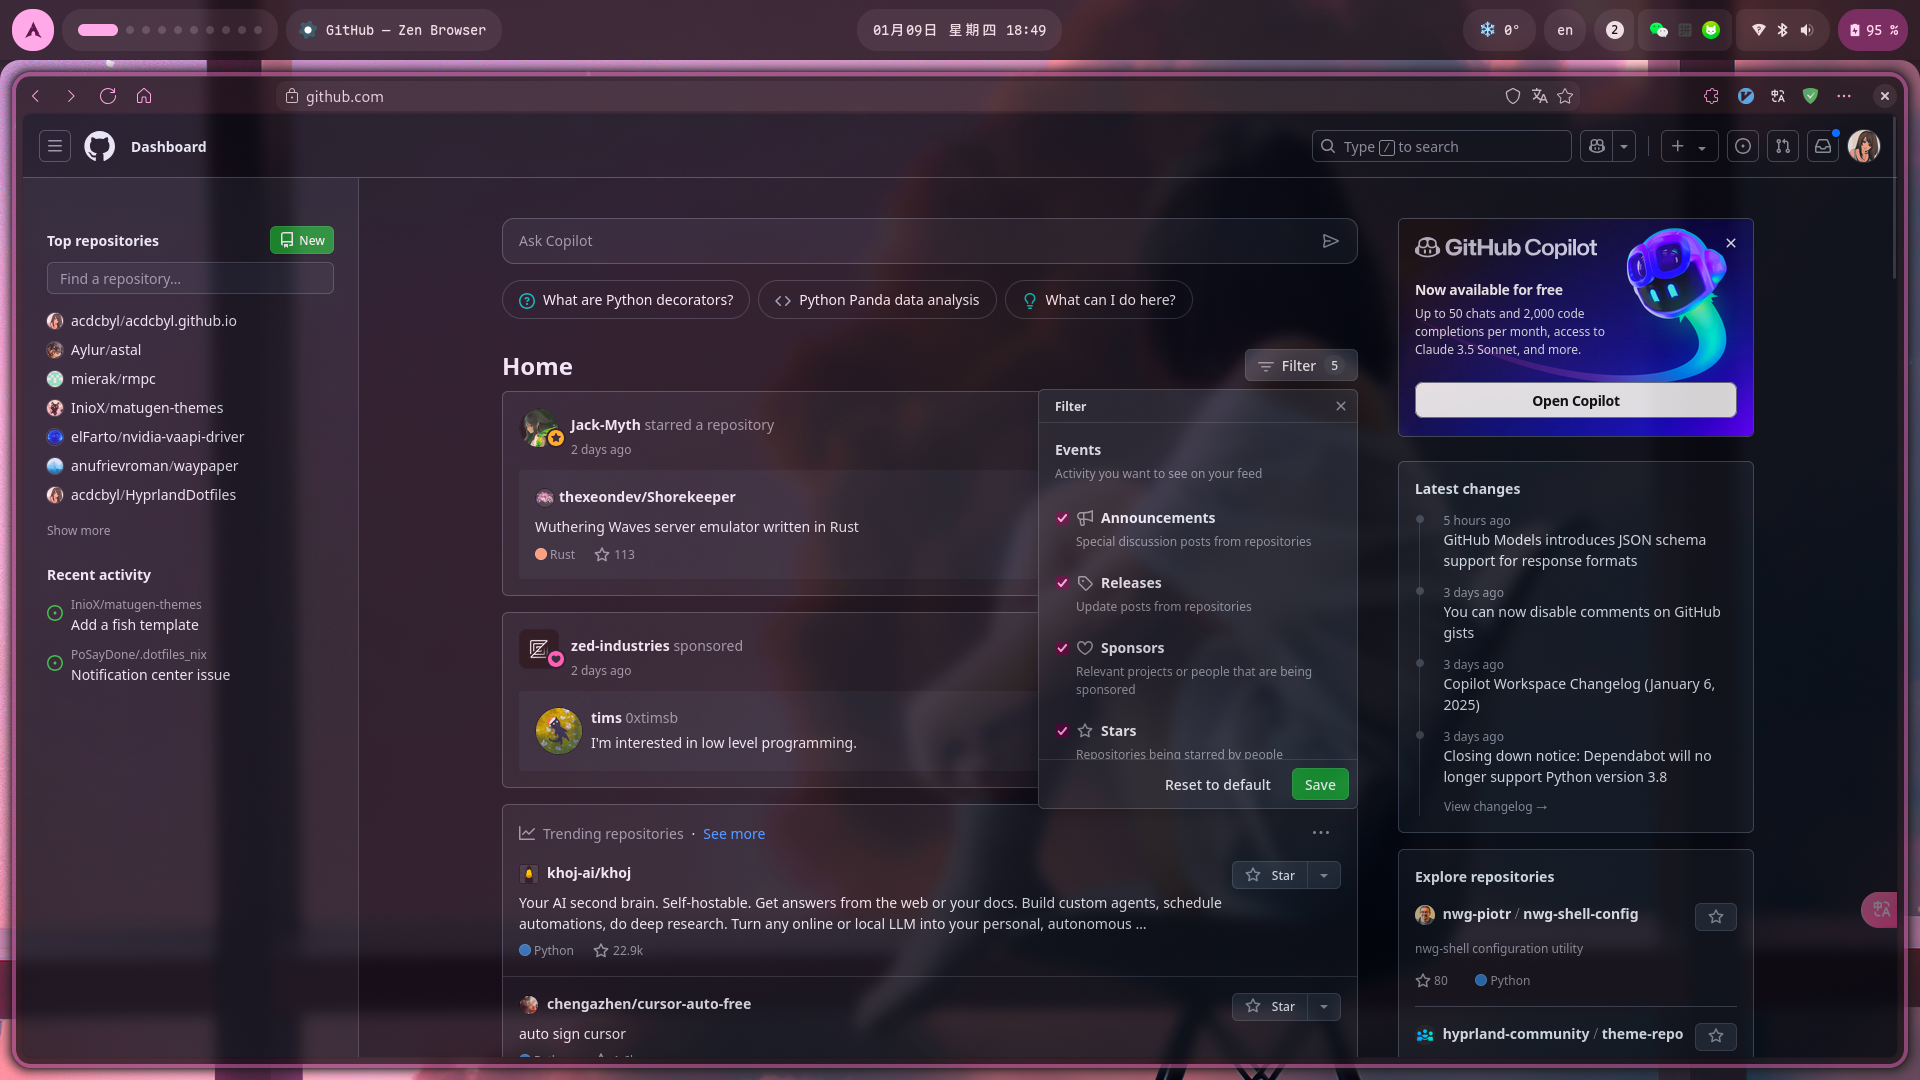 GitHub — Zen Browser
01月09日 星期四 18:49
0°
en
2
95 %
github.com
Dashboard
Type / to search
Top repositories
New
Find a repository...
acdcbyl/acdcbyl.github.io
Aylur/astal
mierak/rmpc
InioX/matugen-themes
elFarto/nvidia-vaapi-driver
anufrievroman/waypaper
acdcbyl/HyprlandDotfiles
Show more
Recent activity
InioX/matugen-themes
Add a fish template
PoSayDone/.dotfiles_nix
Notification center issue
Ask Copilot
What are Python decorators?
Python Panda data analysis
What can I do here?
Home
Filter 5
Jack-Myth starred a repository
2 days ago
thexeondev/Shorekeeper
Wuthering Waves server emulator written in Rust
Rust
113
zed-industries sponsored
2 days ago
tims 0xtimsb
I'm interested in low level programming.
Filter
Events
Activity you want to see on your feed
Announcements
Special discussion posts from repositories
Releases
Update posts from repositories
Sponsors
Relevant projects or people that are being
sponsored
Stars
Repositories being starred by people
Reset to default
Save
Trending repositories · See more
khoj-ai/khoj
Star
Your AI second brain. Self-hostable. Get answers from the web or your docs. Build custom agents, schedule
automations, do deep research. Turn any online or local LLM into your personal, autonomous ...
Python
22.9k
chengazhen/cursor-auto-free
Star
auto sign cursor
GitHub Copilot
Now available for free
Up to 50 chats and 2,000 code
completions per month, access to
Claude 3.5 Sonnet, and more.
Open Copilot
Latest changes
5 hours ago
GitHub Models introduces JSON schema
support for response formats
3 days ago
You can now disable comments on GitHub
gists
3 days ago
Copilot Workspace Changelog (January 6,
2025)
3 days ago
Closing down notice: Dependabot will no
longer support Python version 3.8
View changelog →
Explore repositories
nwg-piotr / nwg-shell-config
nwg-shell configuration utility
80
Python
hyprland-community / theme-repo